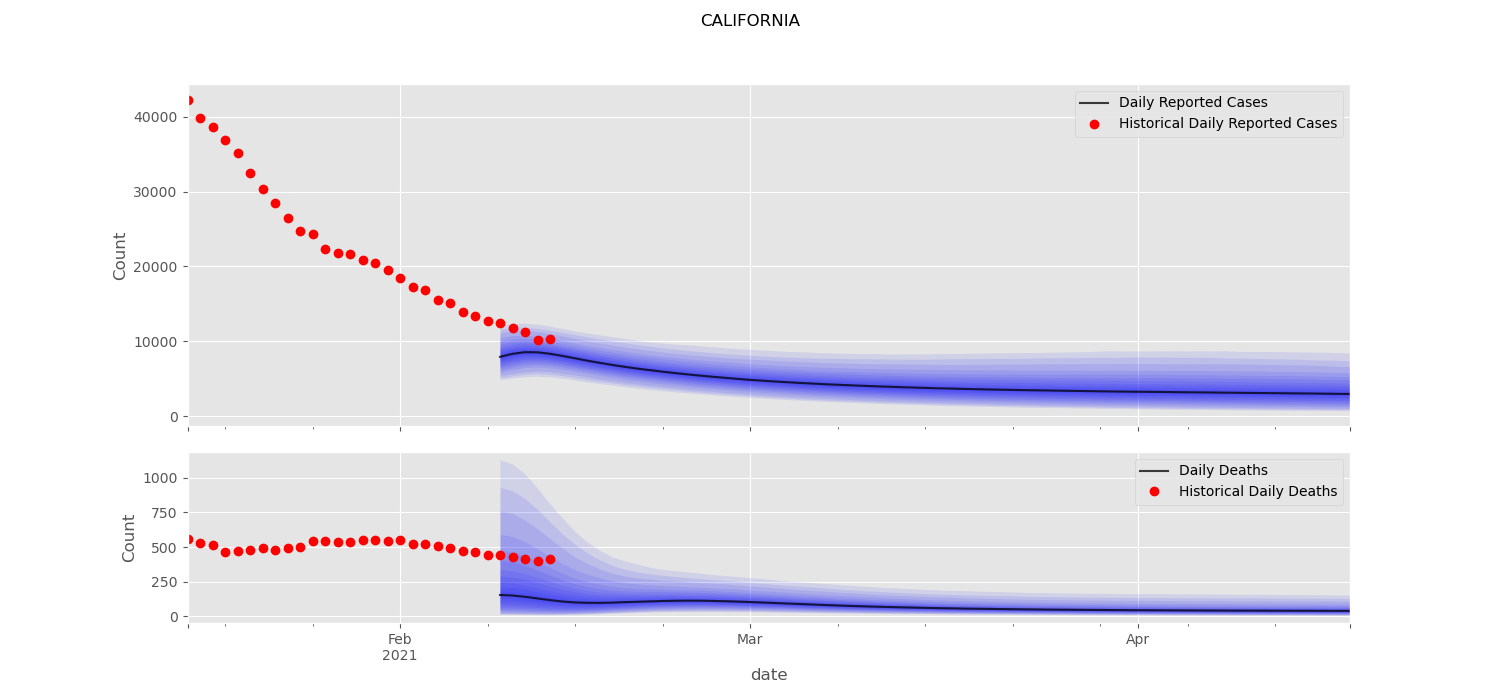 CALIFORNIA
Daily Reported Cases
Historical Daily Reported Cases
40000
30000
20000
10000
0
Count
Daily Deaths
Historical Daily Deaths
1000
750
500
250
0
Count
Feb
2021
Mar
Apr
date